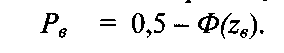 P_в = 0,5 – Ф(z_в).